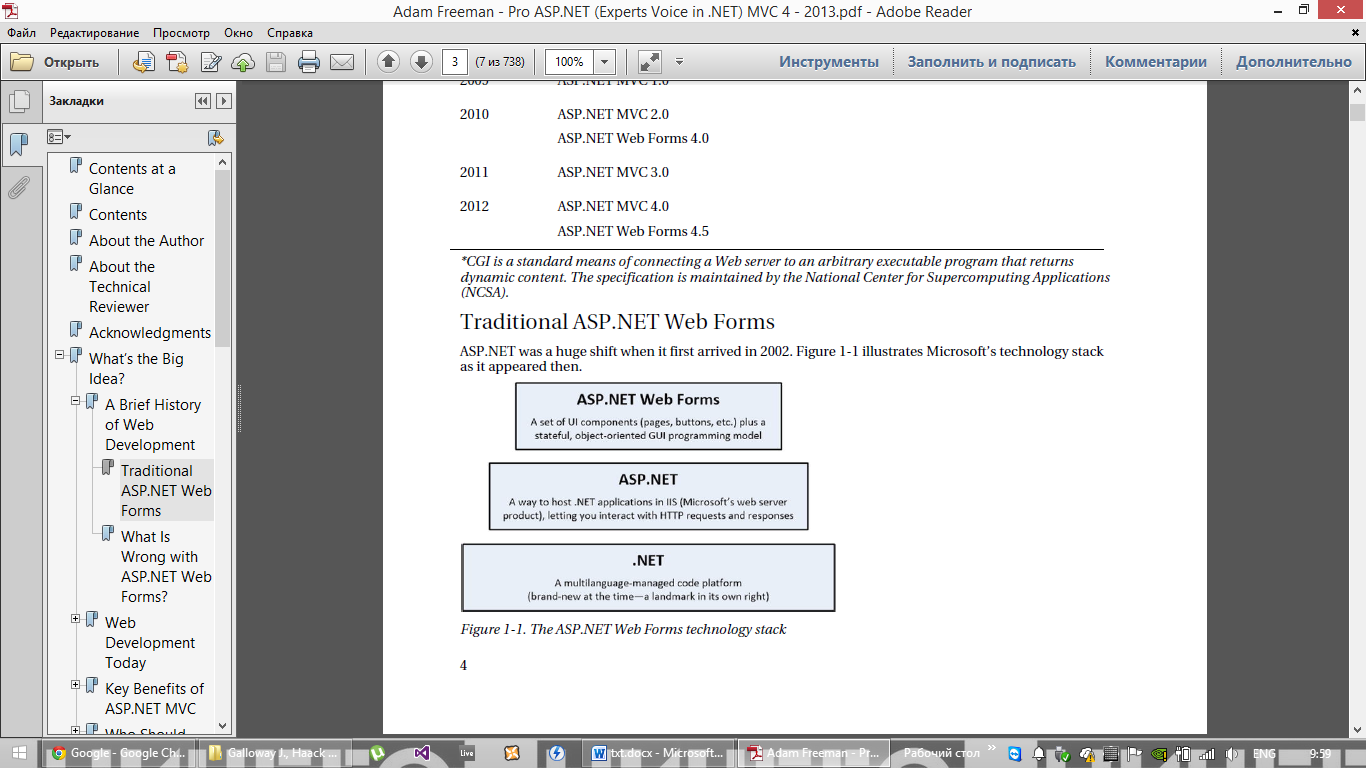 Adam Freeman - Pro ASP.NET (Experts Voice in .NET) MVC 4 - 2013.pdf - Adobe Reader
Файл Редактирование Просмотр Окно Справка
Открыть 3 (7 из 738) 100% Инструменты Заполнить и подписать Комментарии Дополнительно
Закладки
Contents at a
Glance
Contents
About the Author
About the
Technical
Reviewer
Acknowledgments
What's the Big
Idea?
A Brief History
of Web
Development
Traditional
ASP.NET Web
Forms
What Is
Wrong with
ASP.NET Web
Forms?
Web
Development
Today
Key Benefits of
ASP.NET MVC
Who Should
2009 ASP.NET MVC 1.0
2010 ASP.NET MVC 2.0
ASP.NET Web Forms 4.0
2011 ASP.NET MVC 3.0
2012 ASP.NET MVC 4.0
ASP.NET Web Forms 4.5
*CGI is a standard means of connecting a Web server to an arbitrary executable program that returns
dynamic content. The specification is maintained by the National Center for Supercomputing Applications
(NCSA).
Traditional ASP.NET Web Forms
ASP.NET was a huge shift when it first arrived in 2002. Figure 1-1 illustrates Microsoft's technology stack
as it appeared then.
ASP.NET Web Forms
A set of UI components (pages, buttons, etc.) plus a
stateful, object-oriented GUI programming model
ASP.NET
A way to host .NET applications in IIS (Microsoft's web server
product), letting you interact with HTTP requests and responses
.NET
A multilanguage-managed code platform
(brand-new at the time—a landmark in its own right)
Figure 1-1. The ASP.NET Web Forms technology stack
4
Google - Google Ch... Galloway J., Haack ... Live txt.docx - Microsoft... Adam Freeman - Pr... Рабочий стол ENG 9:59